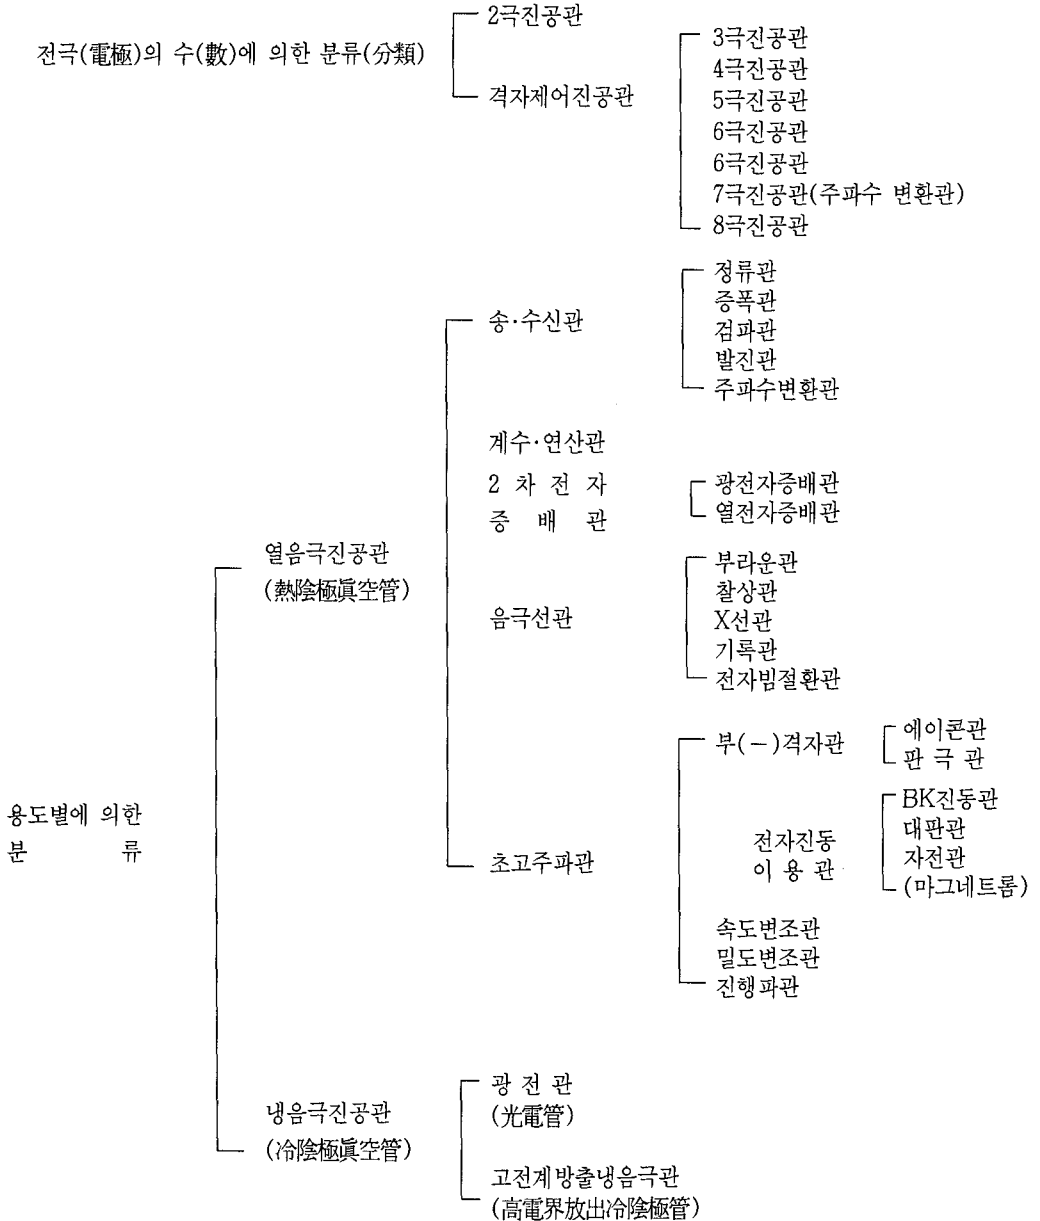 전극(電極)의 수(數)에 의한 분류(分類)
2극진공관
격자제어진공관
3극진공관
4극진공관
5극진공관
6극진공관
6극진공관
7극진공관(주파수 변환관)
8극진공관
용도별에 의한
분 류
열음극진공관
(熱陰極眞空管)
송·수신관
정류관
증폭관
검파관
발진관
주파수변환관
계수·연산관
2 차 전 자
증 배 관
광전자증배관
열전자증배관
음극선관
부라운관
촬상관
X선관
기록관
전자빔절환관
초고주파관
부(-)격자관
에이콘관
판 극 관
전자진동
이 용 관
BK진동관
대판관
자전관
(마그네트롬)
속도변조관
밀도변조관
진행파관
냉음극진공관
(冷陰極眞空管)
광 전 관
(光電管)
고전계방출냉음극관
(高電界放出冷陰極管)